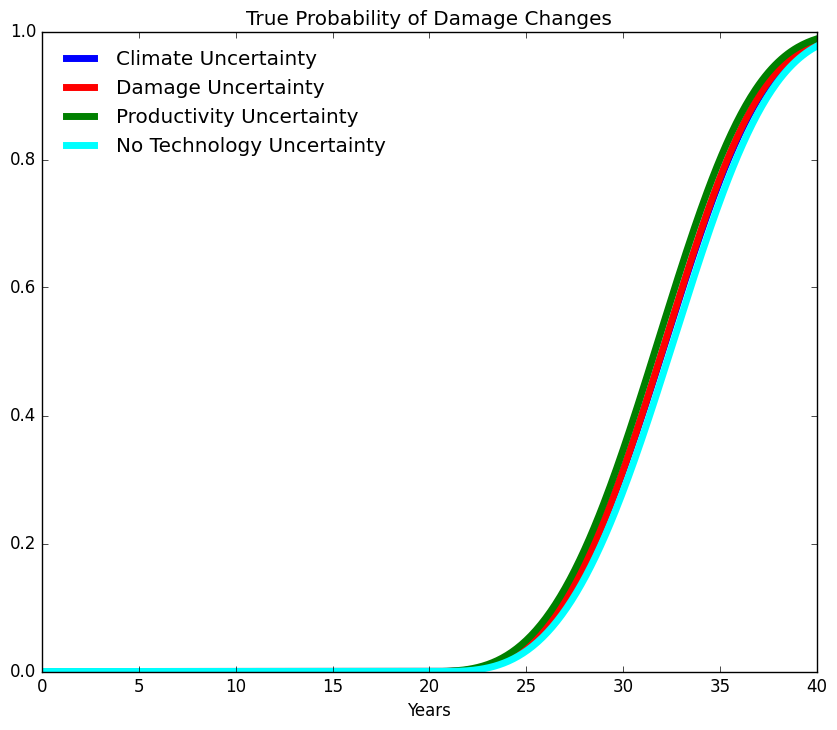 True Probability of Damage Changes
1.0
Climate Uncertainty
Damage Uncertainty
Productivity Uncertainty
No Technology Uncertainty
0.8
0.6
0.4
0.2
0.0
0 5 10 15 20 25 30 35 40
Years